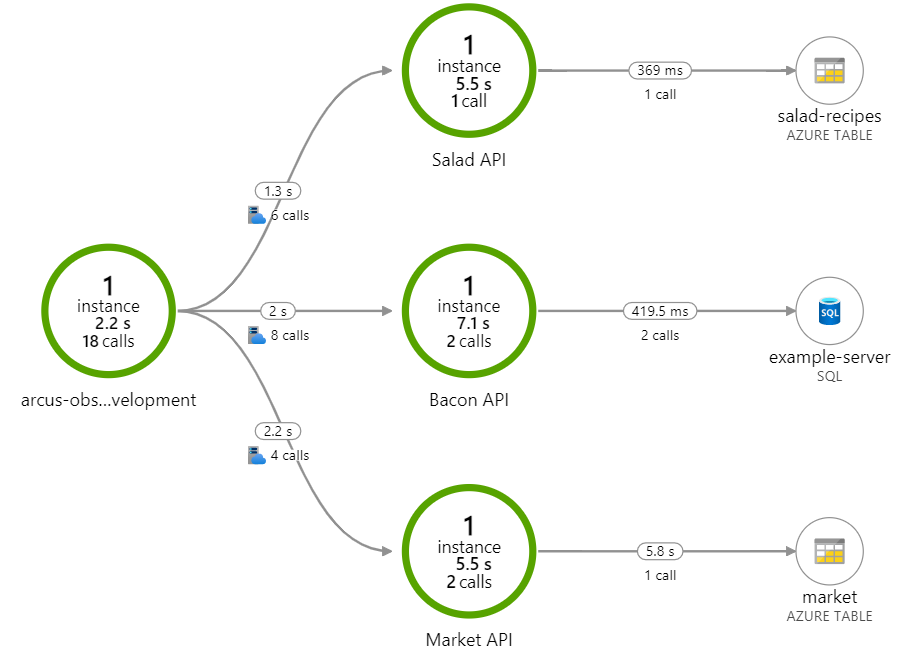 1
instance
5.5 s
1 call
Salad API
369 ms
1 call
salad-recipes
AZURE TABLE
1.3 s
6 calls
1
instance
2.2 s
18 calls
arcus-obs...velopment
2 s
8 calls
1
instance
7.1 s
2 calls
Bacon API
419.5 ms
2 calls
SQL
example-server
SQL
2.2 s
4 calls
1
instance
5.5 s
2 calls
Market API
5.8 s
1 call
market
AZURE TABLE